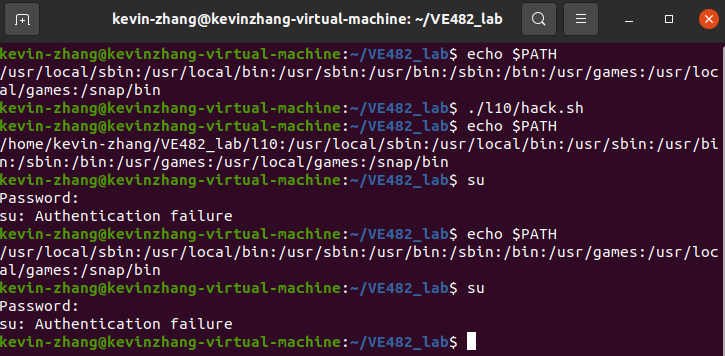 kevin-zhang@kevinzhang-virtual-machine: ~/VE482_lab
kevin-zhang@kevinzhang-virtual-machine:~/VE482_lab$ echo $PATH
/usr/local/sbin:/usr/local/bin:/usr/sbin:/usr/bin:/sbin:/bin:/usr/games:/usr/loc
al/games:/snap/bin
kevin-zhang@kevinzhang-virtual-machine:~/VE482_lab$ ./l10/hack.sh
kevin-zhang@kevinzhang-virtual-machine:~/VE482_lab$ echo $PATH
/home/kevin-zhang/VE482_lab/l10:/usr/local/sbin:/usr/local/bin:/usr/sbin:/usr/bi
n:/sbin:/bin:/usr/games:/usr/local/games:/snap/bin
kevin-zhang@kevinzhang-virtual-machine:~/VE482_lab$ su
Password:
su: Authentication failure
kevin-zhang@kevinzhang-virtual-machine:~/VE482_lab$ echo $PATH
/usr/local/sbin:/usr/local/bin:/usr/sbin:/usr/bin:/sbin:/bin:/usr/games:/usr/loc
al/games:/snap/bin
kevin-zhang@kevinzhang-virtual-machine:~/VE482_lab$ su
Password:
su: Authentication failure
kevin-zhang@kevinzhang-virtual-machine:~/VE482_lab$